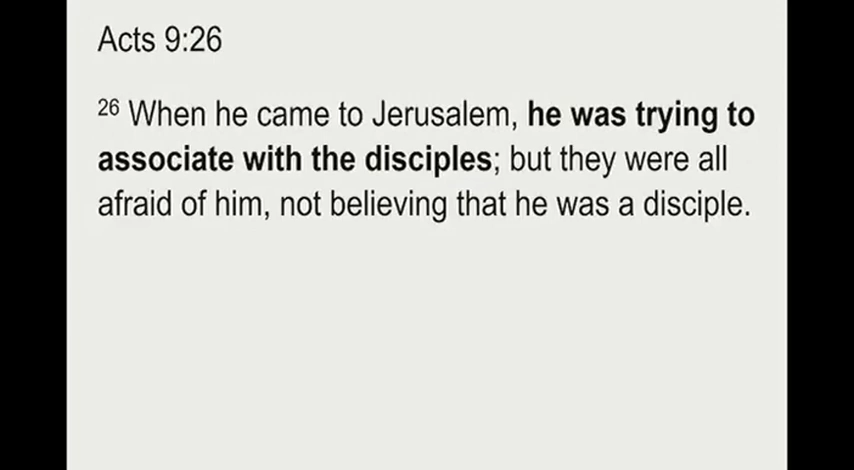 Acts 9:26
26 When he came to Jerusalem, he was trying to
associate with the disciples; but they were all
afraid of him, not believing that he was a disciple.